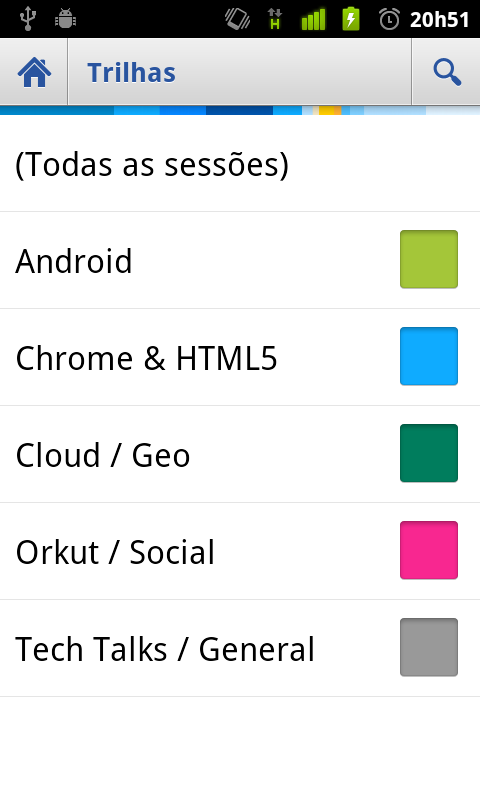 20h51
Trilhas
(Todas as sessões)
Android
Chrome & HTML5
Cloud / Geo
Orkut / Social
Tech Talks / General